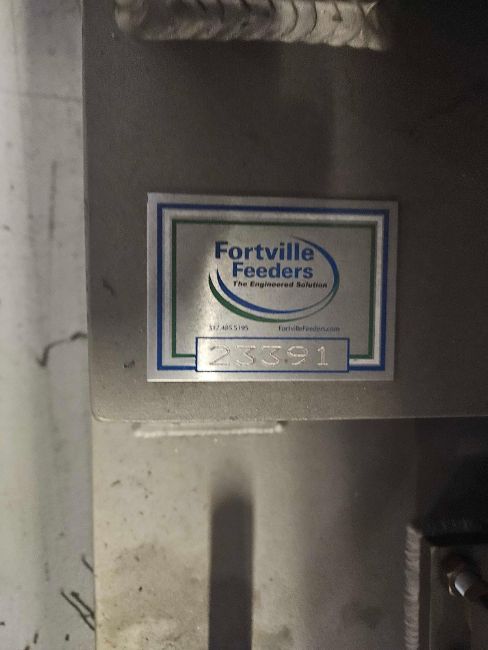 Fortville
Feeders
The Engineered Solution
317.485.5195 FortvilleFeeders.com
23391